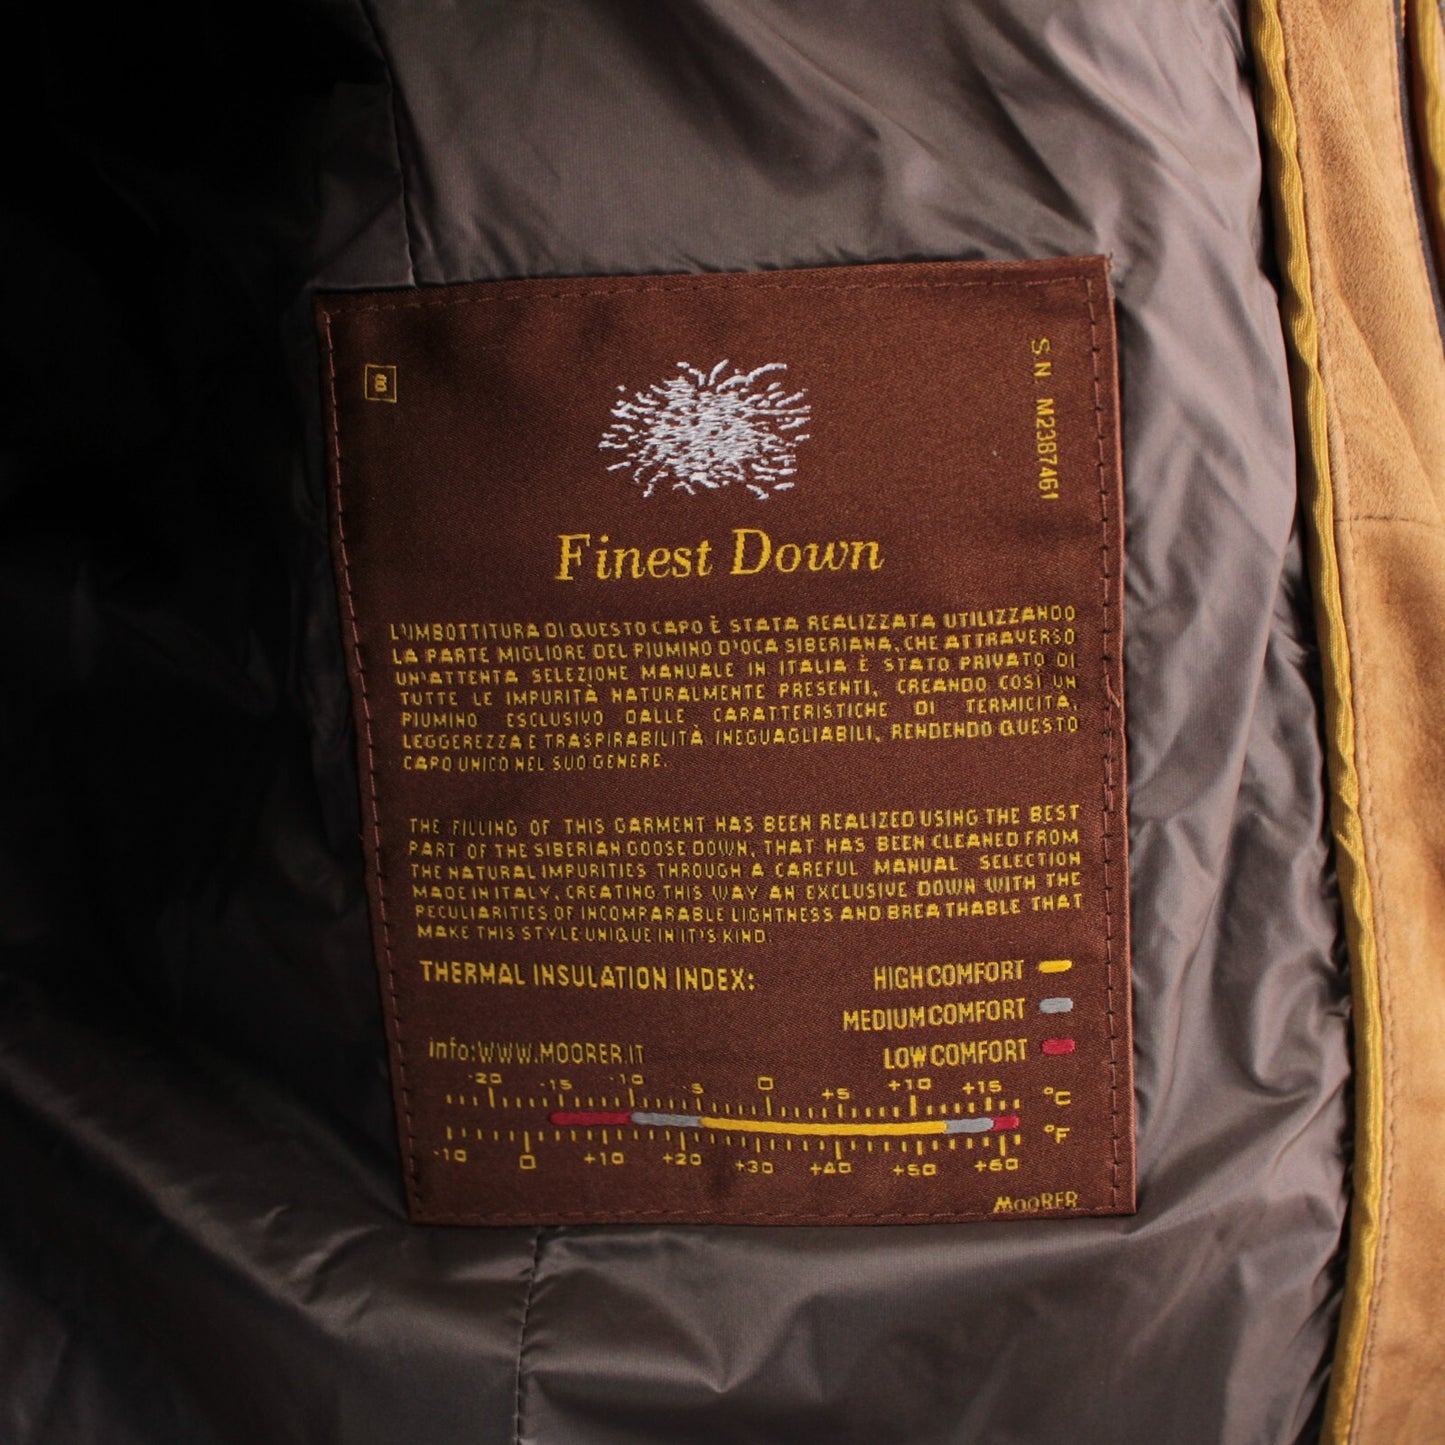 B
S.N. M2387461
Finest Down
L'IMBOTTITURA DI QUESTO CAPO È STATA REALIZZATA UTILIZZANDO
LA PARTE MIGLIORE DEL PIUMINO D'OCA SIBERIANA, CHE ATTRAVERSO
UN'ATTENTA SELEZIONE MANUALE IN ITALIA È STATO PRIVATO DI
TUTTE LE IMPURITÀ NATURALMENTE PRESENTI, CREANDO COSÌ UN
PIUMINO ESCLUSIVO DALLE CARATTERISTICHE DI TERMICITÀ,
LEGGEREZZA E TRASPIRABILITÀ INEGUAGLIABILI, RENDENDO QUESTO
CAPO UNICO NEL SUO GENERE.
THE FILLING OF THIS GARMENT HAS BEEN REALIZED USING THE BEST
PART OF THE SIBERIAN GOOSE DOWN, THAT HAS BEEN CLEANED FROM
THE NATURAL IMPURITIES THROUGH A CAREFUL MANUAL SELECTION
MADE IN ITALY, CREATING THIS WAY AN EXCLUSIVE DOWN WITH THE
PECULIARITIES OF INCOMPARABLE LIGHTNESS AND BREATHABLE THAT
MAKE THIS STYLE UNIQUE IN IT'S KIND.
THERMAL INSULATION INDEX: HIGH COMFORT
MEDIUM COMFORT
info:WWW.MOORER.IT LOW COMFORT
-20 -15 -10 -5 0 +5 +10 +15 °C
°F
-10 0 +10 +20 +30 +40 +50 +60
MOORER